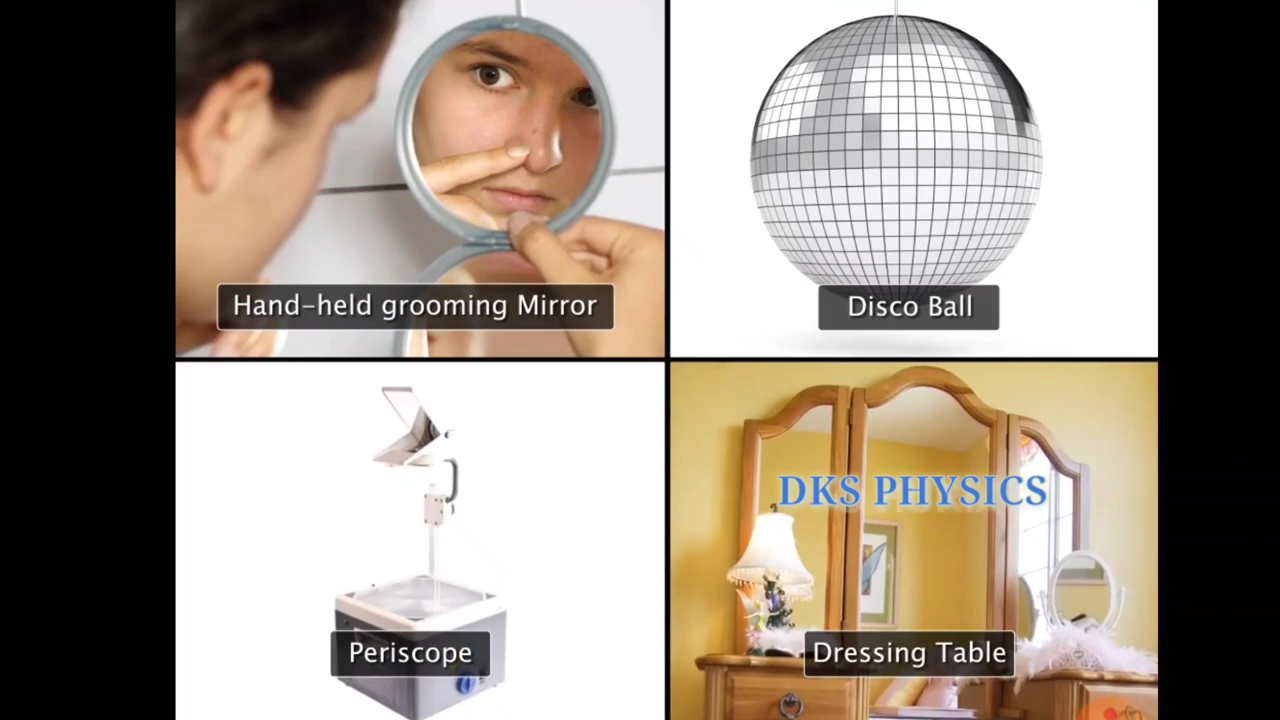 Hand-held grooming Mirror
Disco Ball
Periscope
DKS PHYSICS
Dressing Table